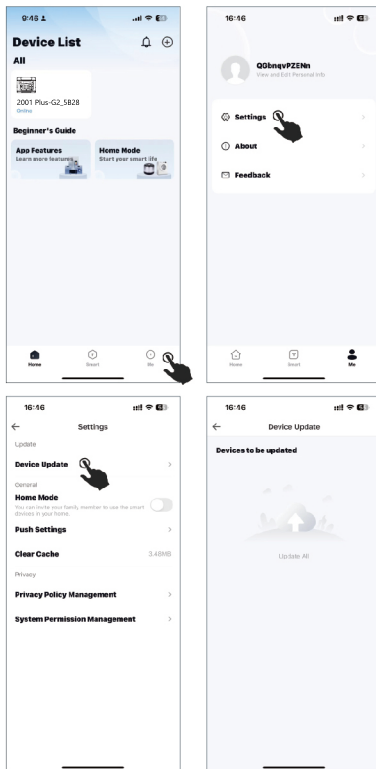 9:46
Device List
All
2001 Plus-G2_5B28
Online
Beginner's Guide
App Features
Learn more features
Home Mode
Start your smart life
Home
Smart
Me
16:46
QGbnqvPZENn
View and Edit Personal Info
Settings
About
Feedback
Home
Smart
Me
16:46
Settings
Update
Device Update
General
Home Mode
You can invite your family member to use the smart
devices in your home.
Push Settings
Clear Cache
3.48MB
Privacy
Privacy Policy Management
System Permission Management
16:46
Device Update
Devices to be updated
Update All